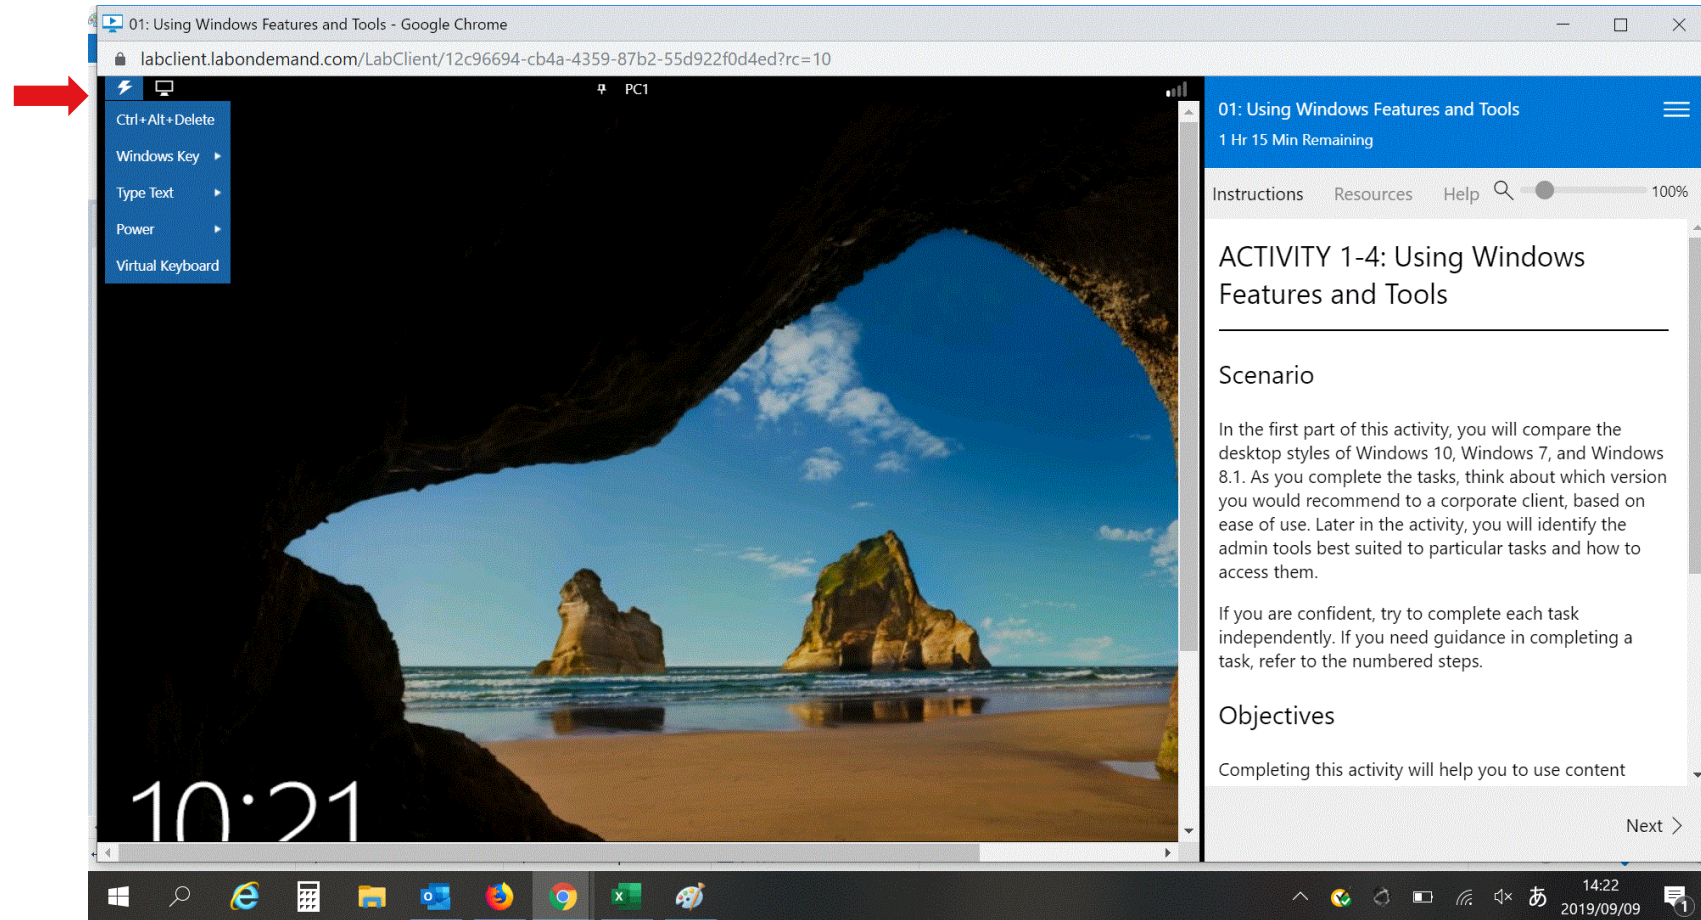 01: Using Windows Features and Tools - Google Chrome
labclient.labondemand.com/LabClient/12c96694-cb4a-4359-87b2-55d922f0d4ed?rc=10
PC1
Ctrl+Alt+Delete
Windows Key
Type Text
Power
Virtual Keyboard
10:21
01: Using Windows Features and Tools
1 Hr 15 Min Remaining
Instructions Resources Help 100%
ACTIVITY 1-4: Using Windows
Features and Tools
Scenario
In the first part of this activity, you will compare the
desktop styles of Windows 10, Windows 7, and Windows
8.1. As you complete the tasks, think about which version
you would recommend to a corporate client, based on
ease of use. Later in the activity, you will identify the
admin tools best suited to particular tasks and how to
access them.
If you are confident, try to complete each task
independently. If you need guidance in completing a
task, refer to the numbered steps.
Objectives
Completing this activity will help you to use content
Next
あ
14:22
2019/09/09
1